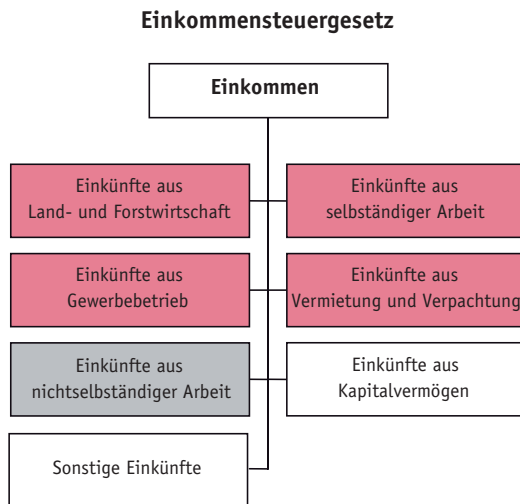 Einkommensteuergesetz
Einkommen
Einkünfte aus
Land- und Forstwirtschaft
Einkünfte aus
selbständiger Arbeit
Einkünfte aus
Gewerbebetrieb
Einkünfte aus
Vermietung und Verpachtung
Einkünfte aus
nichtselbständiger Arbeit
Einkünfte aus
Kapitalvermögen
Sonstige Einkünfte